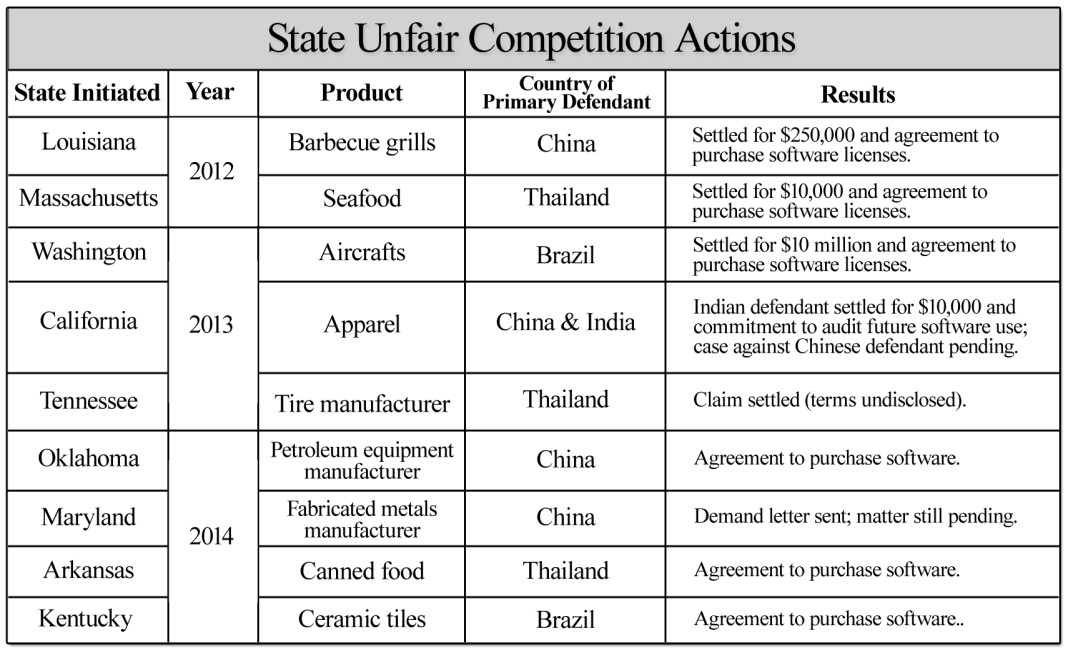 State Unfair Competition Actions
State Initiated
Year
Product
Country of
Primary Defendant
Results
Louisiana
2012
Barbecue grills
China
Settled for $250,000 and agreement to
purchase software licenses.
Massachusetts
Seafood
Thailand
Settled for $10,000 and agreement to
purchase software licenses.
Washington
2013
Aircrafts
Brazil
Settled for $10 million and agreement to
purchase software licenses.
California
Apparel
China & India
Indian defendant settled for $10,000 and
commitment to audit future software use;
case against Chinese defendant pending.
Tennessee
Tire manufacturer
Thailand
Claim settled (terms undisclosed).
Oklahoma
2014
Petroleum equipment
manufacturer
China
Agreement to purchase software.
Maryland
Fabricated metals
manufacturer
China
Demand letter sent; matter still pending.
Arkansas
Canned food
Thailand
Agreement to purchase software.
Kentucky
Ceramic tiles
Brazil
Agreement to purchase software..